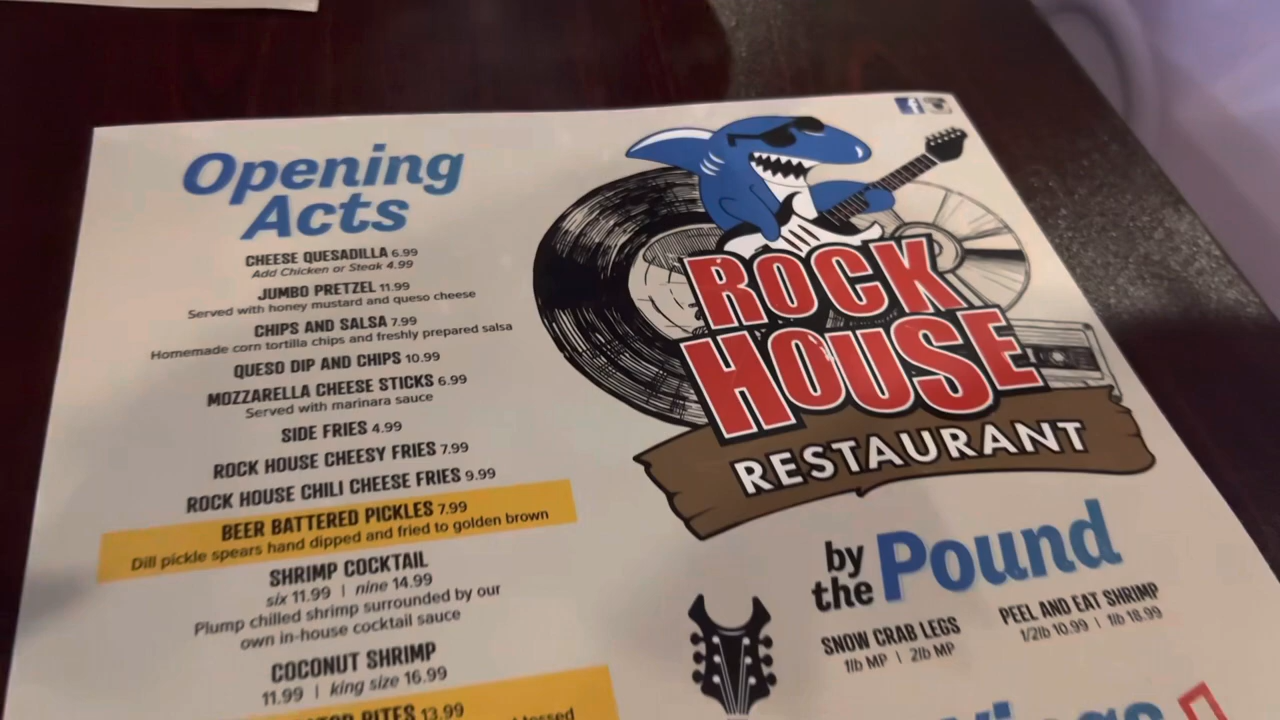 Opening
Acts
CHEESE QUESADILLA 6.99
Add Chicken or Steak 4.99
JUMBO PRETZEL 11.99
Served with honey mustard and queso cheese
CHIPS AND SALSA 7.99
Homemade corn tortilla chips and freshly prepared salsa
QUESO DIP AND CHIPS 10.99
MOZZARELLA CHEESE STICKS 6.99
Served with marinara sauce
SIDE FRIES 4.99
ROCK HOUSE CHEESY FRIES 7.99
ROCK HOUSE CHILI CHEESE FRIES 9.99
BEER BATTERED PICKLES 7.99
Dill pickle spears hand dipped and fried to golden brown
SHRIMP COCKTAIL
six 11.99 | nine 14.99
Plump chilled shrimp surrounded by our
own in-house cocktail sauce
COCONUT SHRIMP
11.99 | king size 16.99
BITES 13.99
tossed
ROCK
HOUSE
RESTAURANT
by
the Pound
SNOW CRAB LEGS
1lb MP | 2lb MP
PEEL AND EAT SHRIMP
1/2lb 10.99 | 1lb 18.99